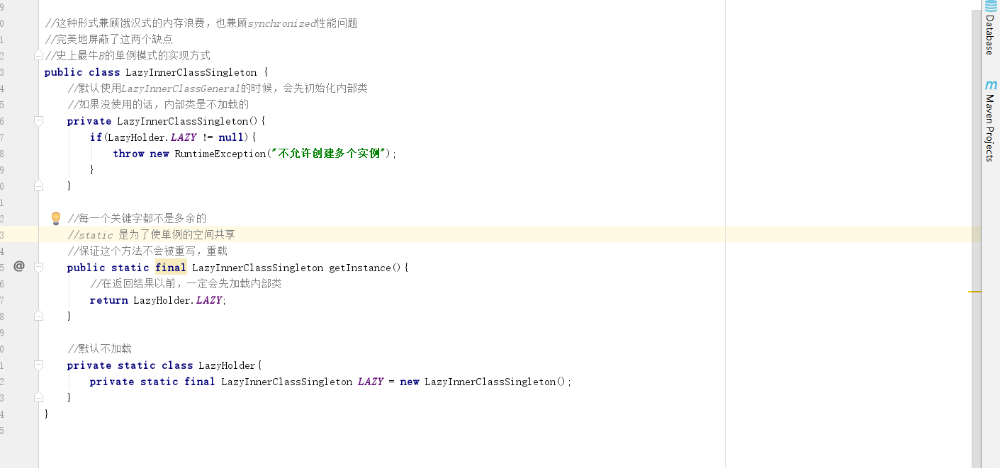 //这种形式兼顾饿汉式的内存浪费，也兼顾synchronized性能问题
//完美地屏蔽了这两个缺点
//史上最牛B的单例模式的实现方式
public class LazyInnerClassSingleton {
//默认使用LazyInnerClassGeneral的时候，会先初始化内部类
//如果没使用的话，内部类是不加载的
private LazyInnerClassSingleton(){
if(LazyHolder.LAZY != null){
throw new RuntimeException("不允许创建多个实例");
}
}
//每一个关键字都不是多余的
//static 是为了使单例的空间共享
//保证这个方法不会被重写，重载
@
public static final LazyInnerClassSingleton getInstance(){
//在返回结果以前，一定会先加载内部类
return LazyHolder.LAZY;
}
//默认不加载
private static class LazyHolder{
private static final LazyInnerClassSingleton LAZY = new LazyInnerClassSingleton();
}
}
Database
m Maven Projects